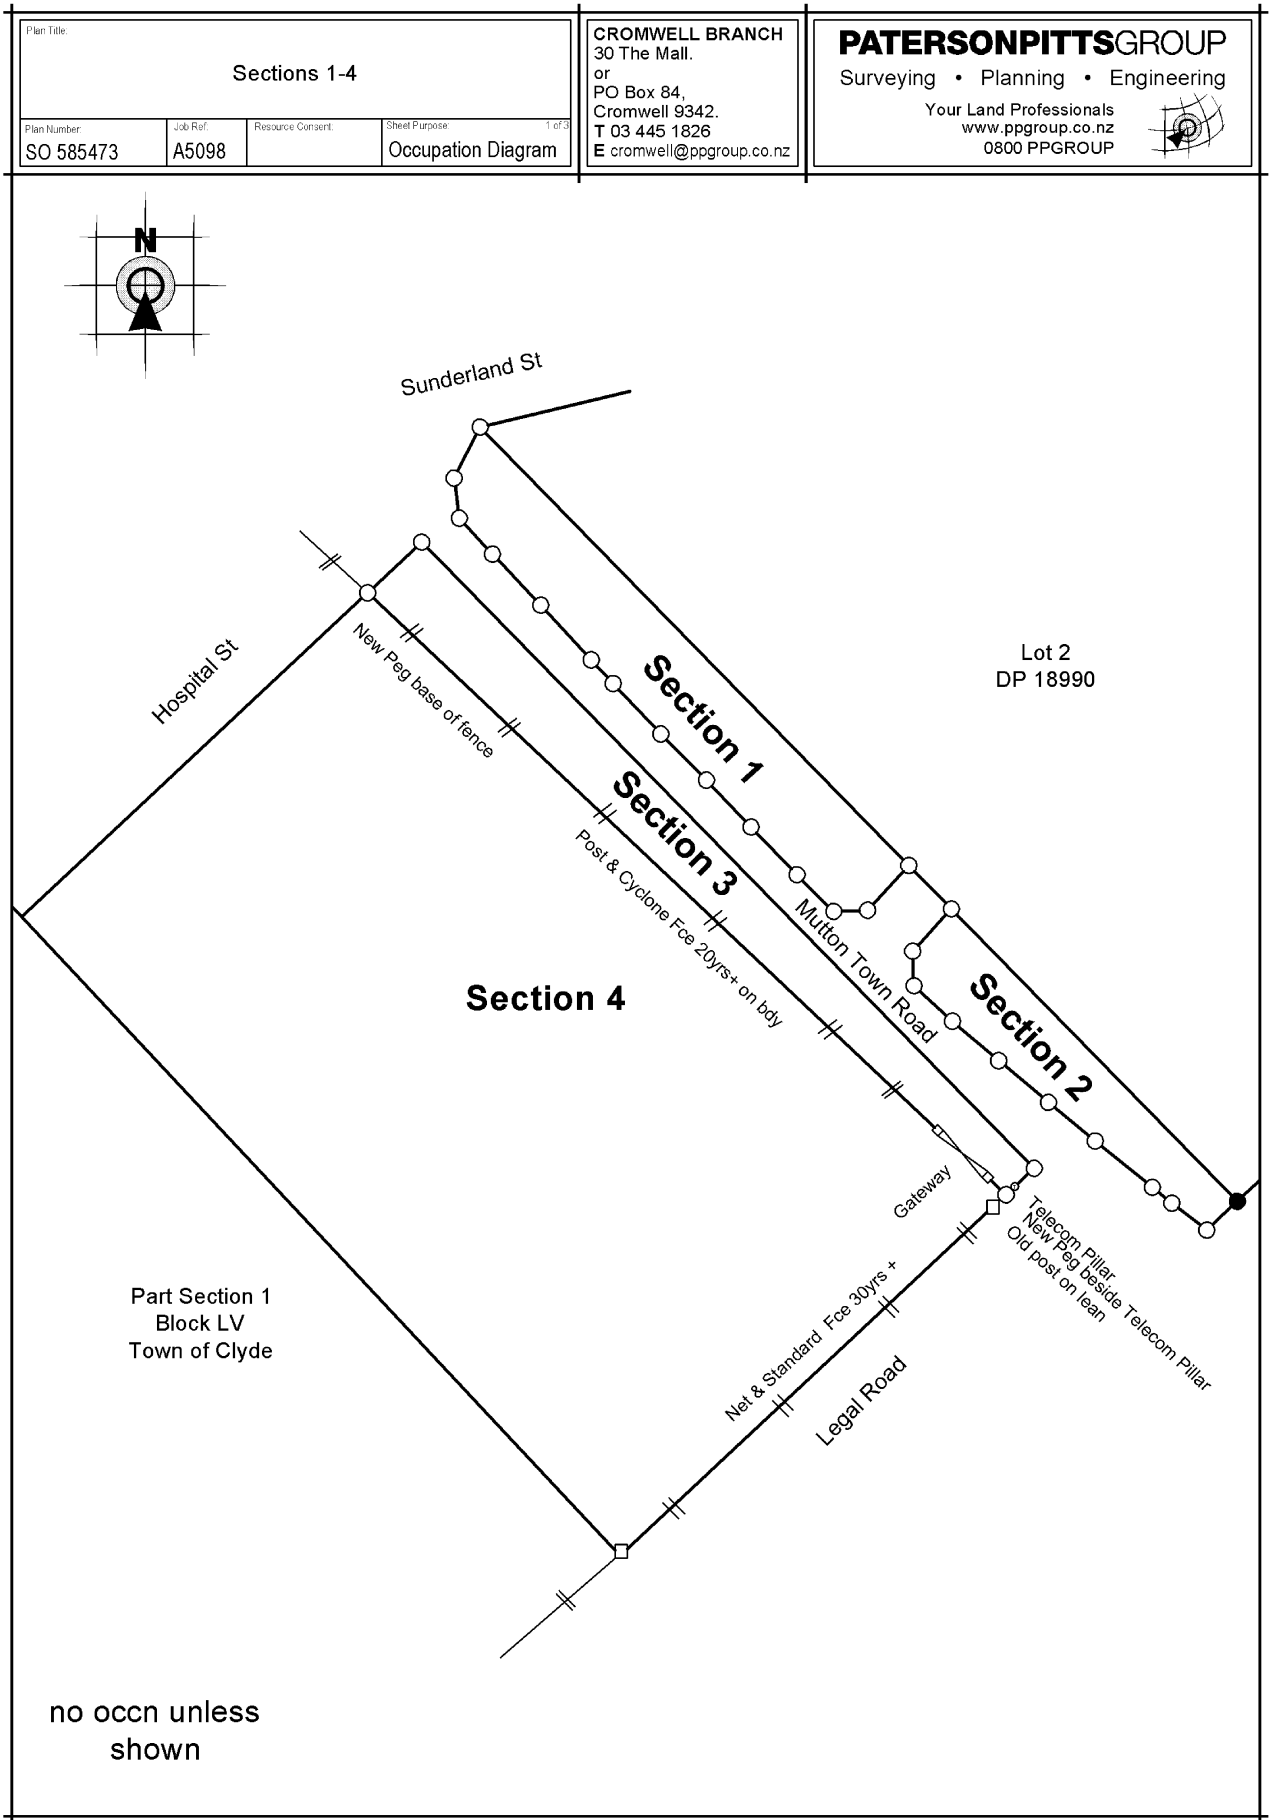 Plan Title:
Sections 1-4
Plan Number:
SO 585473
Job Ref:
A5098
Resource Consent:
Sheet Purpose:
1 of 3
Occupation Diagram
CROMWELL BRANCH
30 The Mall.
or
PO Box 84,
Cromwell 9342.
T 03 445 1826
E cromwell@ppgroup.co.nz
PATERSONPITTSGROUP
Surveying • Planning • Engineering
Your Land Professionals
www.ppgroup.co.nz
0800 PPGROUP
N
Sunderland St
Hospital St
New Peg base of fence
Section 1
Lot 2
DP 18990
Section 3
Post & Cyclone Fce 20yrs+ on bdy
Mutton Town Road
Section 4
Section 2
Gateway
Telecom Pillar
New Peg beside Telecom Pillar
Old post on lean
Net & Standard Fce 30yrs +
Legal Road
Part Section 1
Block LV
Town of Clyde
no occn unless
shown